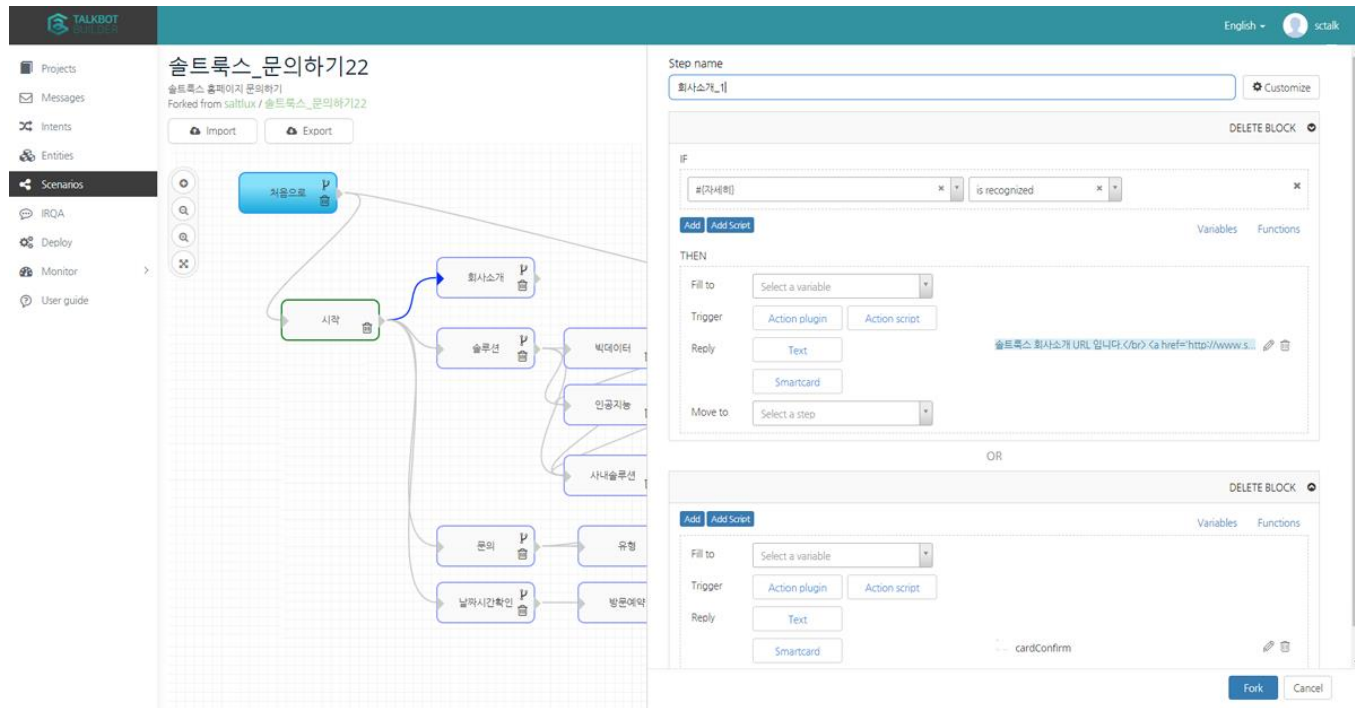 TALKBOT
BUILDER
English
sctalk
Projects
Messages
Intents
Entities
Scenarios
IRQA
Deploy
Monitor
User guide
솔트룩스_문의하기22
솔트룩스 홈페이지 문의하기
Forked from saltlux / 솔트룩스_문의하기22
Import
Export
처음으로
시작
회사소개
솔루션
빅데이터
인공지능
사내솔루션
문의
유형
날짜시간확인
방문예약
Step name
회사소개_1
Customize
DELETE BLOCK
IF
#{자세히}
is recognized
Add Add Script
Variables Functions
THEN
Fill to
Select a variable
Trigger
Action plugin
Action script
Reply
Text
솔트룩스 회사소개 URL 입니다.</br> <a href='http://www.s...
Smartcard
Move to
Select a step
OR
DELETE BLOCK
Add Add Script
Variables Functions
Fill to
Select a variable
Trigger
Action plugin
Action script
Reply
Text
Smartcard
cardConfirm
Fork
Cancel